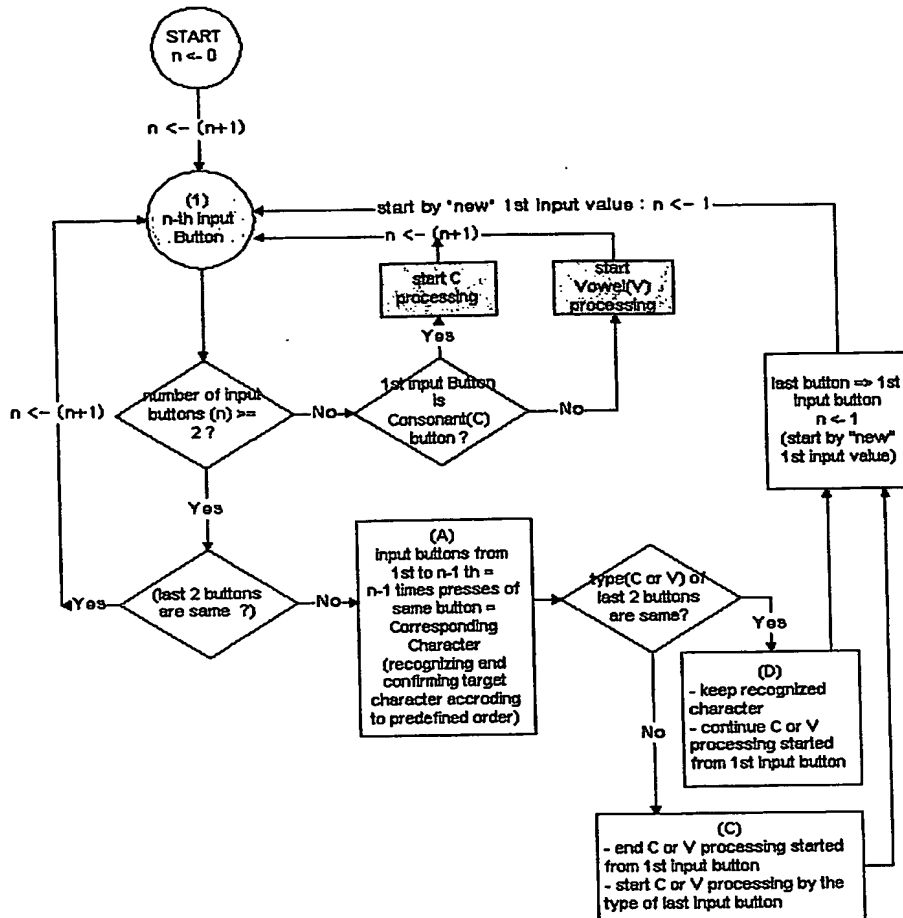 START
n <- 0
n <- (n+1)
(1)
n-th Input
Button
start by "new" 1st input value : n <- 1
n <- (n+1)
start C
processing
start
Vowel(V)
processing
Yes
number of input
buttons (n) >=
2 ?
No
1st input Button
is
Consonant(C)
button ?
No
last button => 1st
input button
n <- 1
(start by "new"
1st input value)
n <- (n+1)
Yes
(last 2 buttons
are same ?)
Yes
No
(A)
input buttons from
1st to n-1 th =
n-1 times presses of
same button =
Corresponding
Character
(recognizing and
confirming target
character accroding
to predefined order)
type(C or V) of
last 2 buttons
are same?
Yes
No
(D)
- keep recognized
character
- continue C or V
processing started
from 1st input button
(C)
- end C or V processing started
from 1st input button
- start C or V processing by the
type of last input button